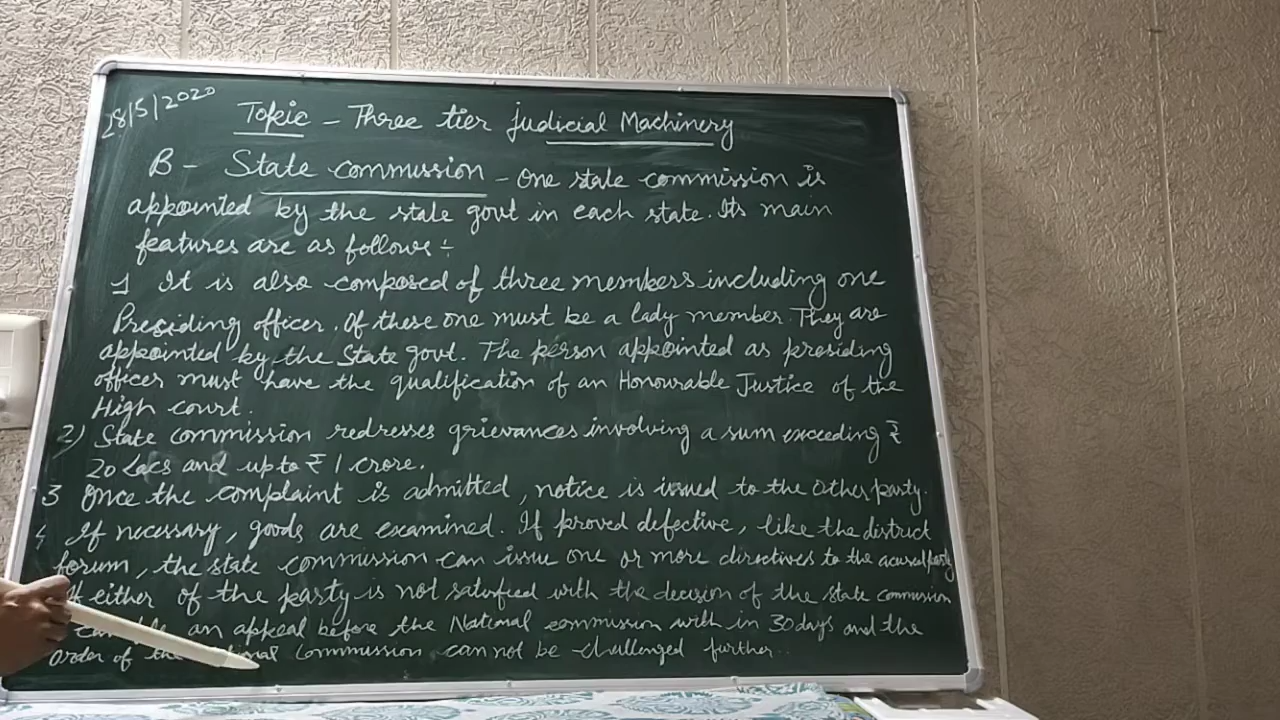 28/5/2020
Topic - Three tier Judicial Machinery
B - State commission - One state commission is
appointed by the state govt in each state. Its main
features are as follows :-
1 It is also composed of three members including one
Presiding officer. Of these one must be a lady member. They are
appointed by the State govt. The person appointed as presiding
officer must have the qualification of an Honourable Justice of the
High court.
2) State commission redresses grievances involving a sum exceeding ₹
20 Lacs and up to ₹ 1 crore.
3 Once the complaint is admitted, notice is issued to the other party.
4 If necessary, goods are examined. If proved defective, like the district
forum, the state commission can issue one or more directives to the acused party
If either of the party is not satisfied with the decision of the state commission
an appeal before the National commission with in 30 days and the
order of the commission can not be challenged further..